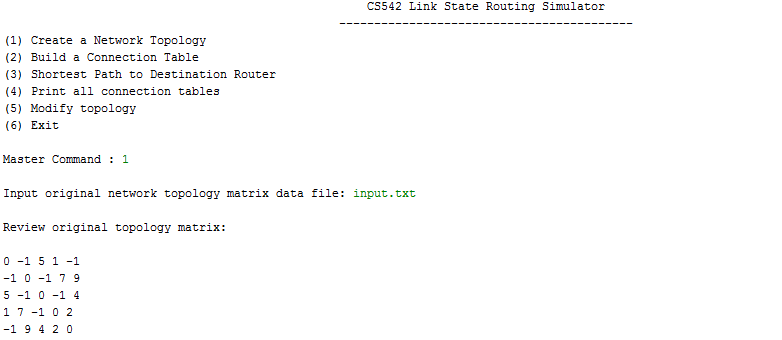 CS542 Link State Routing Simulator
------------------------------------------
(1) Create a Network Topology
(2) Build a Connection Table
(3) Shortest Path to Destination Router
(4) Print all connection tables
(5) Modify topology
(6) Exit
Master Command : 1
Input original network topology matrix data file: input.txt
Review original topology matrix:
0 -1 5 1 -1
-1 0 -1 7 9
5 -1 0 -1 4
1 7 -1 0 2
-1 9 4 2 0